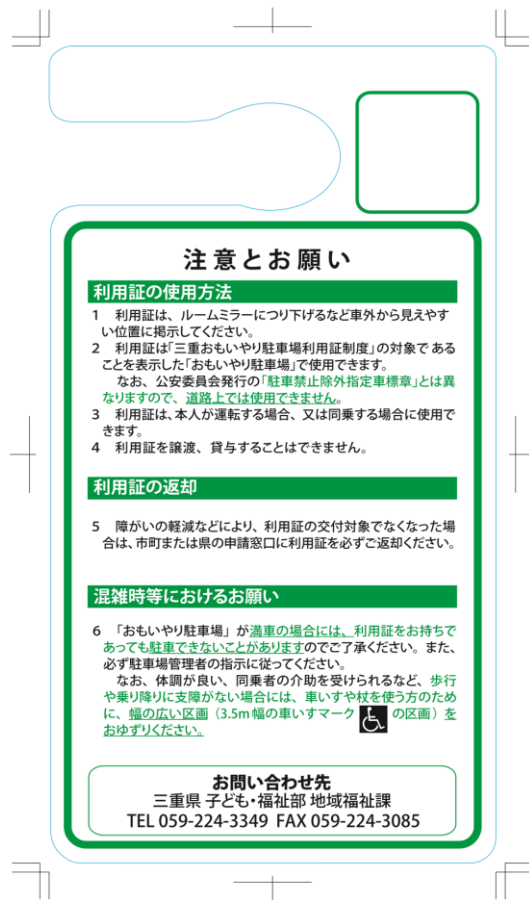 注意とお願い
利用証の使用方法
1 利用証は、ルームミラーにつり下げるなど車外から見えやす
い位置に掲示してください。
2 利用証は「三重おもいやり駐車場利用証制度」の対象である
ことを表示した「おもいやり駐車場」で使用できます。
なお、公安委員会発行の「駐車禁止除外指定車標章」とは異
なりますので、道路上では使用できません。
3 利用証は、本人が運転する場合、又は同乗する場合に使用で
きます。
4 利用証を譲渡、貸与することはできません。
利用証の返却
5 障がいの軽減などにより、利用証の交付対象でなくなった場
合は、市町または県の申請窓口に利用証を必ずご返却ください。
混雑時等におけるお願い
6 「おもいやり駐車場」が満車の場合には、利用証をお持ちで
あっても駐車できないことがありますのでご了承ください。また、
必ず駐車場管理者の指示に従ってください。
なお、体調が良い、同乗者の介助を受けられるなど、歩行
や乗り降りに支障がない場合には、車いすや杖を使う方のため
に、幅の広い区画（3.5m幅の車いすマーク の区画）を
おゆずりください。
お問い合わせ先
三重県 子ども・福祉部 地域福祉課
TEL 059-224-3349 FAX 059-224-3085